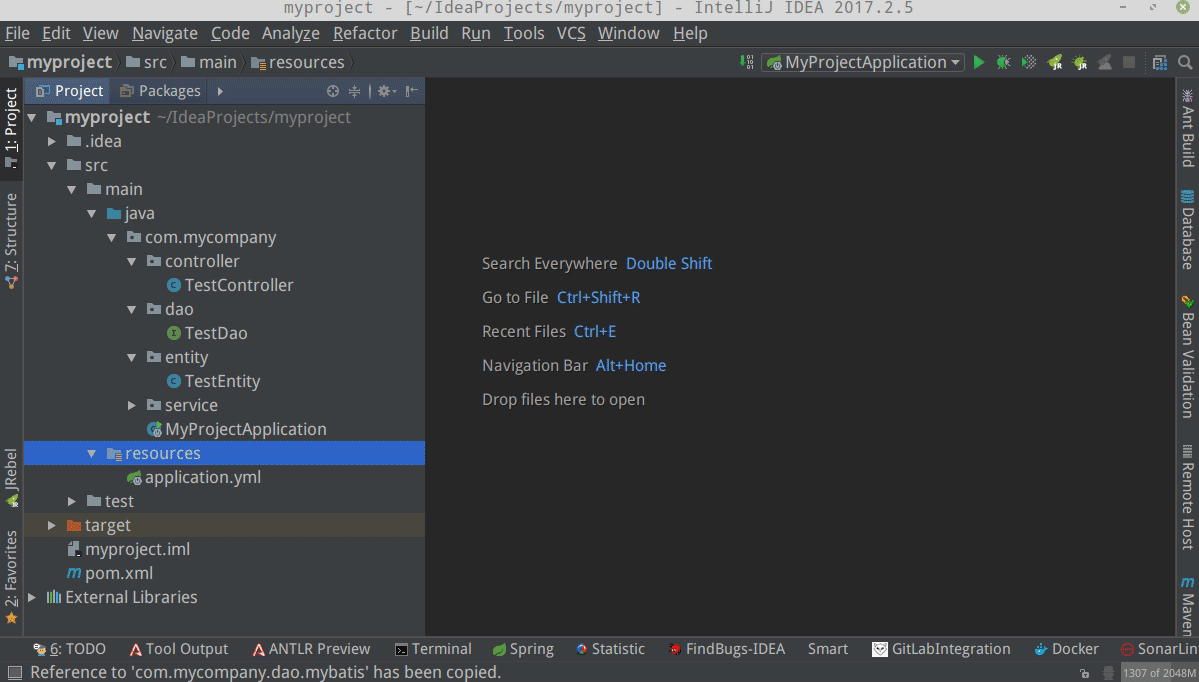 myproject - [~/IdeaProjects/myproject] - IntelliJ IDEA 2017.2.5
File Edit View Navigate Code Analyze Refactor Build Run Tools VCS Window Help
myproject src main resources MyProjectApplication
1: Project
7: Structure
JRebel
2: Favorites
Project Packages
myproject ~/IdeaProjects/myproject
.idea
src
main
java
com.mycompany
controller
TestController
dao
TestDao
entity
TestEntity
service
MyProjectApplication
resources
application.yml
test
target
myproject.iml
pom.xml
External Libraries
Search Everywhere Double Shift
Go to File Ctrl+Shift+R
Recent Files Ctrl+E
Navigation Bar Alt+Home
Drop files here to open
Ant Build
Database
Bean Validation
Remote Host
Maven
6: TODO Tool Output ANTLR Preview Terminal Spring Statistic FindBugs-IDEA Smart GitLabIntegration Docker SonarLin
Reference to 'com.mycompany.dao.mybatis' has been copied. 1307 of 2048M